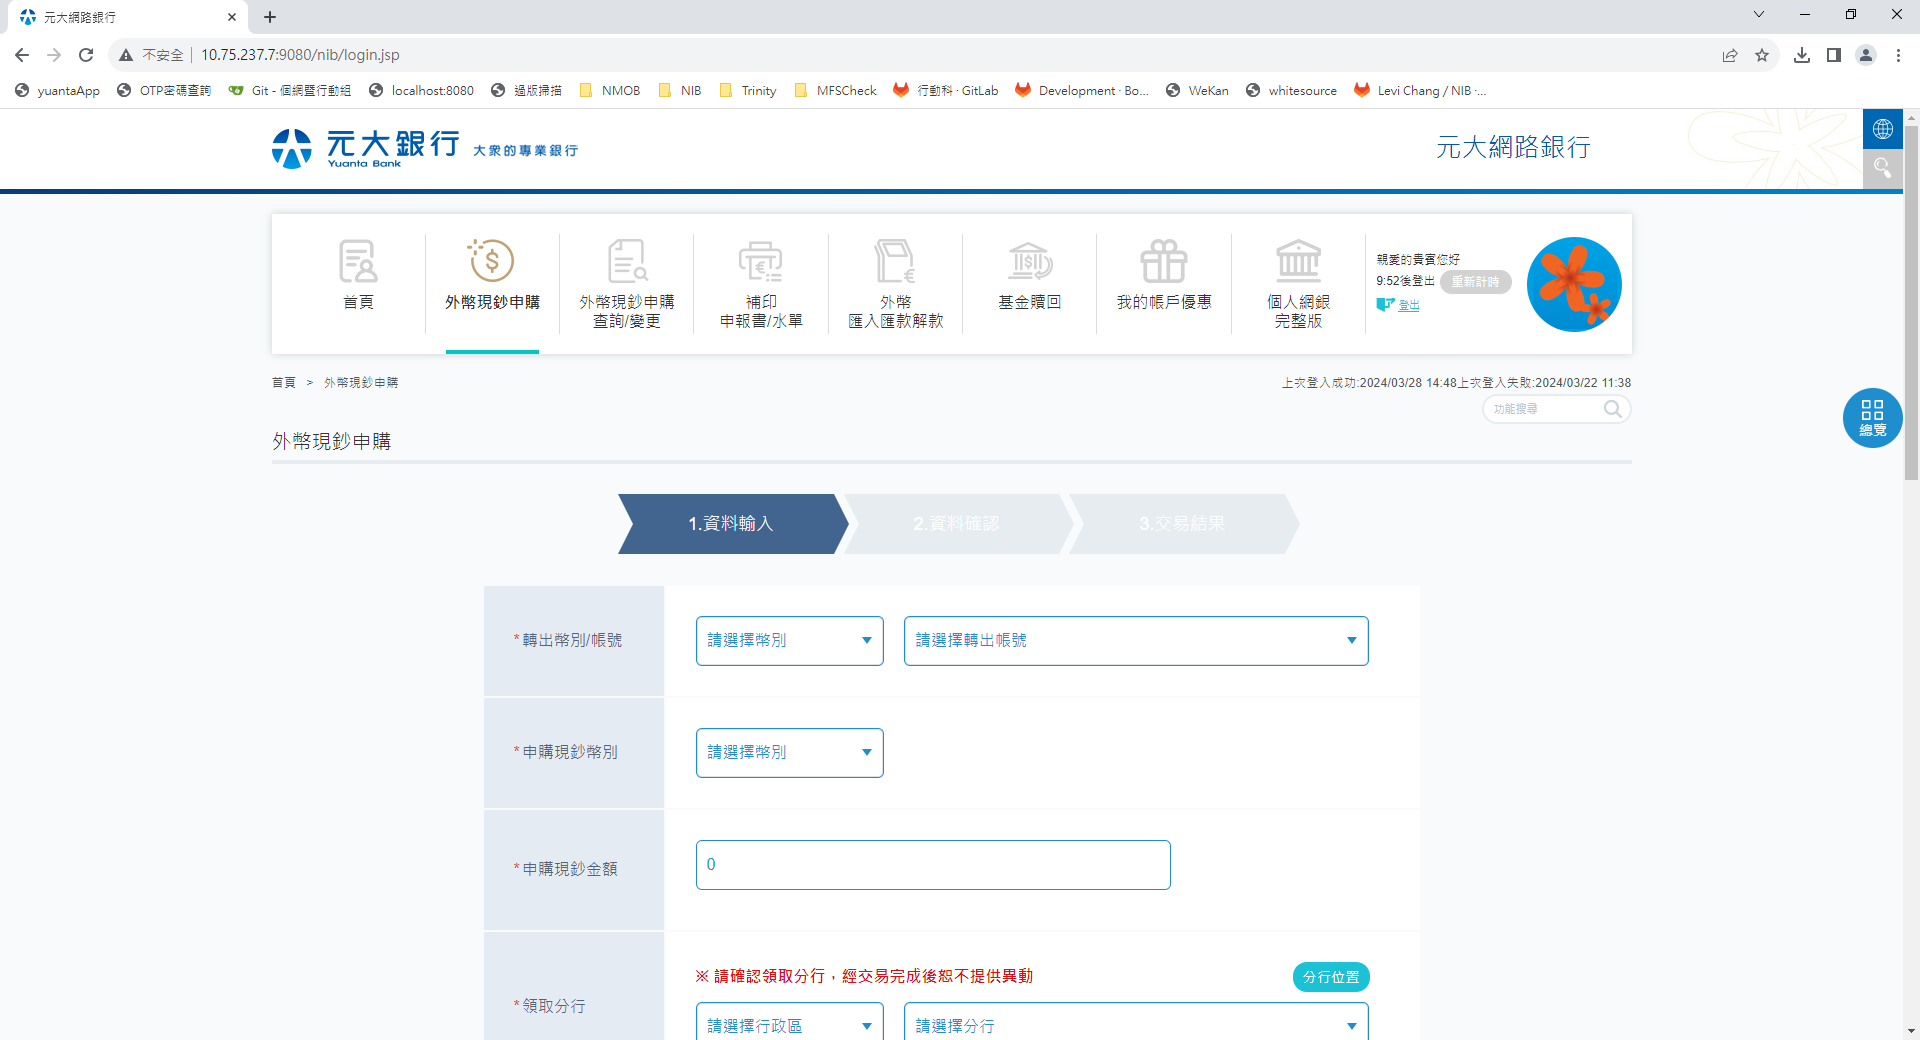 元大網路銀行
不安全
10.75.237.7:9080/nib/login.jsp
yuantaApp
OTP密碼查詢
Git - 個網暨行動組
localhost:8080
過版掃描
NMOB
NIB
Trinity
MFSCheck
行動科 · GitLab
Development · Bo...
WeKan
whitesource
Levi Chang / NIB ·...
元大銀行 大眾的專業銀行
Yuanta Bank
元大網路銀行
首頁
外幣現鈔申購
外幣現鈔申購
查詢/變更
補印
申報書/水單
外幣
匯入匯款解款
基金贖回
我的帳戶優惠
個人網銀
完整版
親愛的貴賓您好
9:52後登出 重新計時
登出
首頁 > 外幣現鈔申購
上次登入成功:2024/03/28 14:48上次登入失敗:2024/03/22 11:38
功能搜尋
總覽
外幣現鈔申購
1.資料輸入
2.資料確認
3.交易結果
*轉出幣別/帳號
請選擇幣別
請選擇轉出帳號
*申購現鈔幣別
請選擇幣別
*申購現鈔金額
0
※ 請確認領取分行，經交易完成後恕不提供異動
分行位置
*領取分行
請選擇行政區
請選擇分行